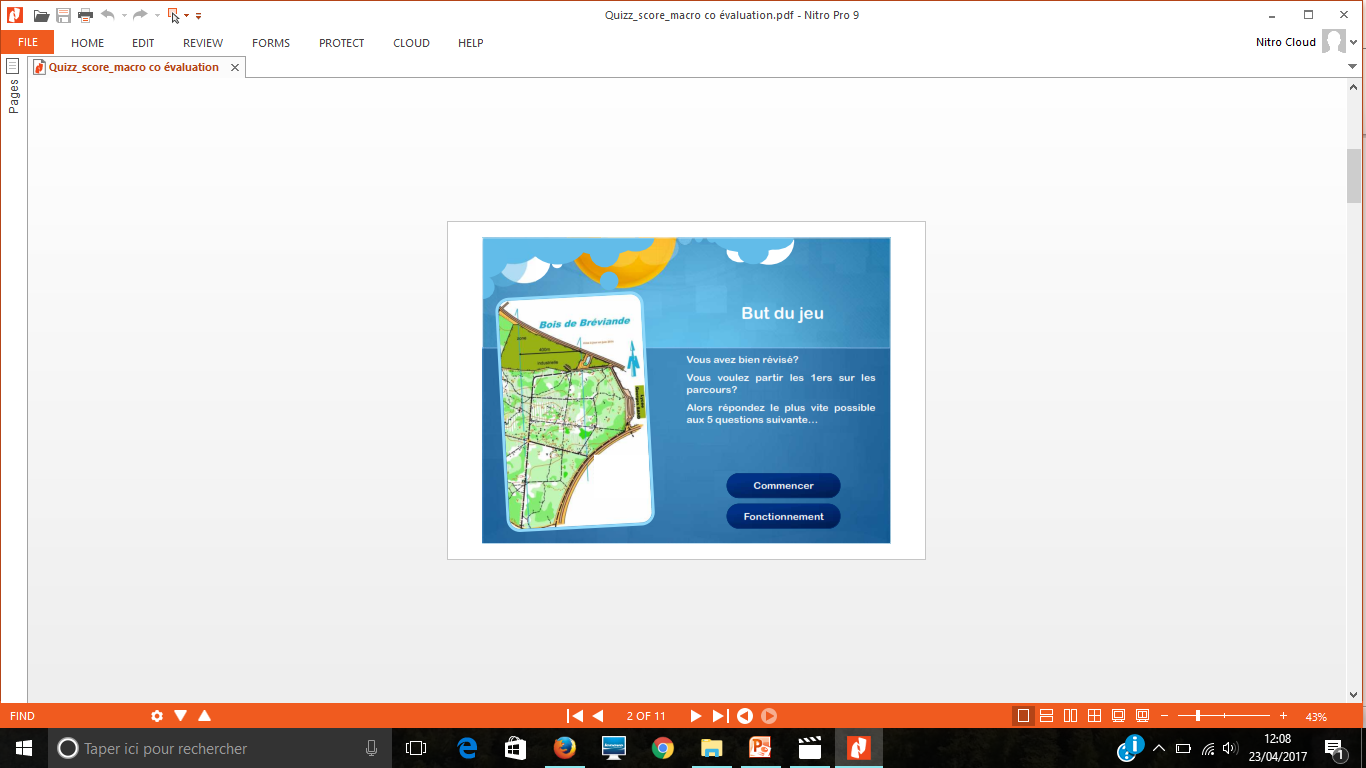 Quizz_score_macro co évaluation.pdf - Nitro Pro 9
FILE HOME EDIT REVIEW FORMS PROTECT CLOUD HELP
Nitro Cloud
Quizz_score_macro co évaluation
Pages
Bois de Bréviande
zone
industrielle
But du jeu
Vous avez bien révisé?
Vous voulez partir les 1ers sur les
parcours?
Alors répondez le plus vite possible
aux 5 questions suivante...
Commencer
Fonctionnement
FIND
2 OF 11
43%
Taper ici pour rechercher
12:08
23/04/2017
1